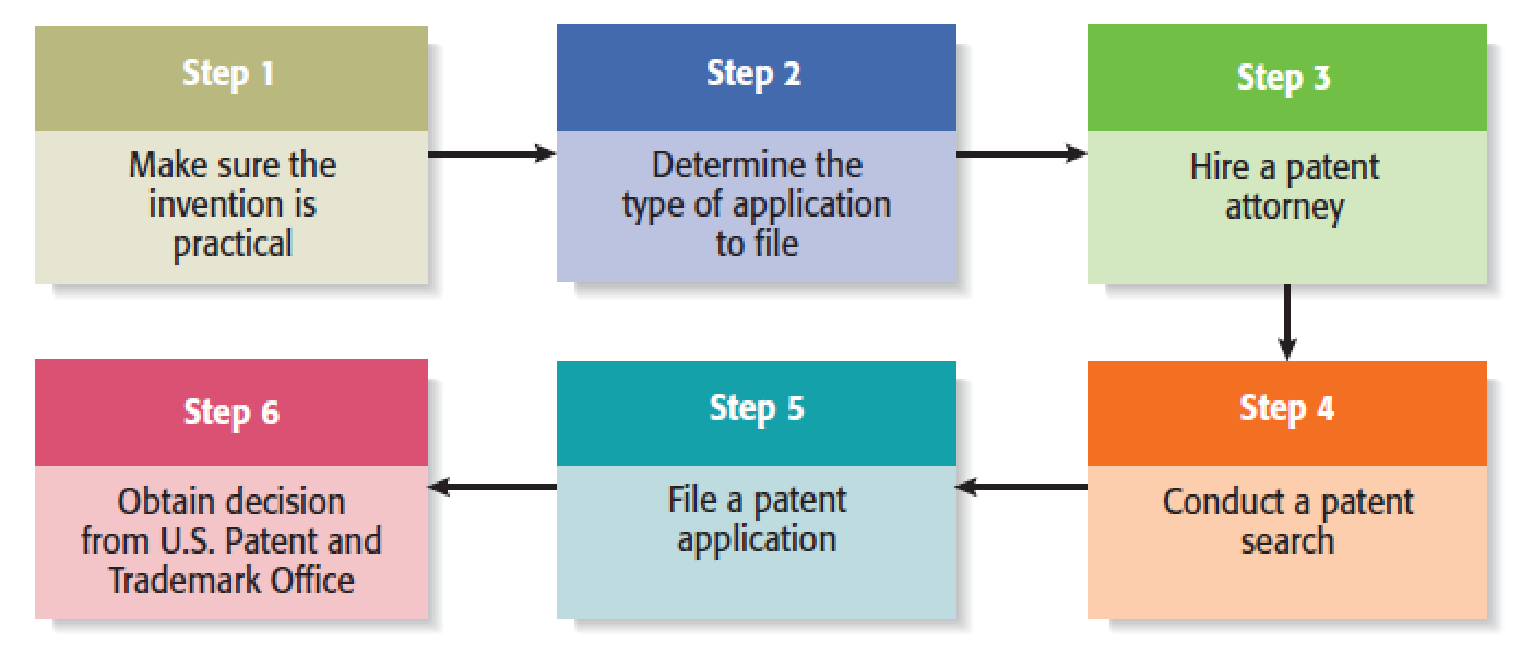 Step 1
Make sure the
invention is
practical
Step 2
Determine the
type of application
to file
Step 3
Hire a patent
attorney
Step 4
Conduct a patent
search
Step 5
File a patent
application
Step 6
Obtain decision
from U.S. Patent and
Trademark Office